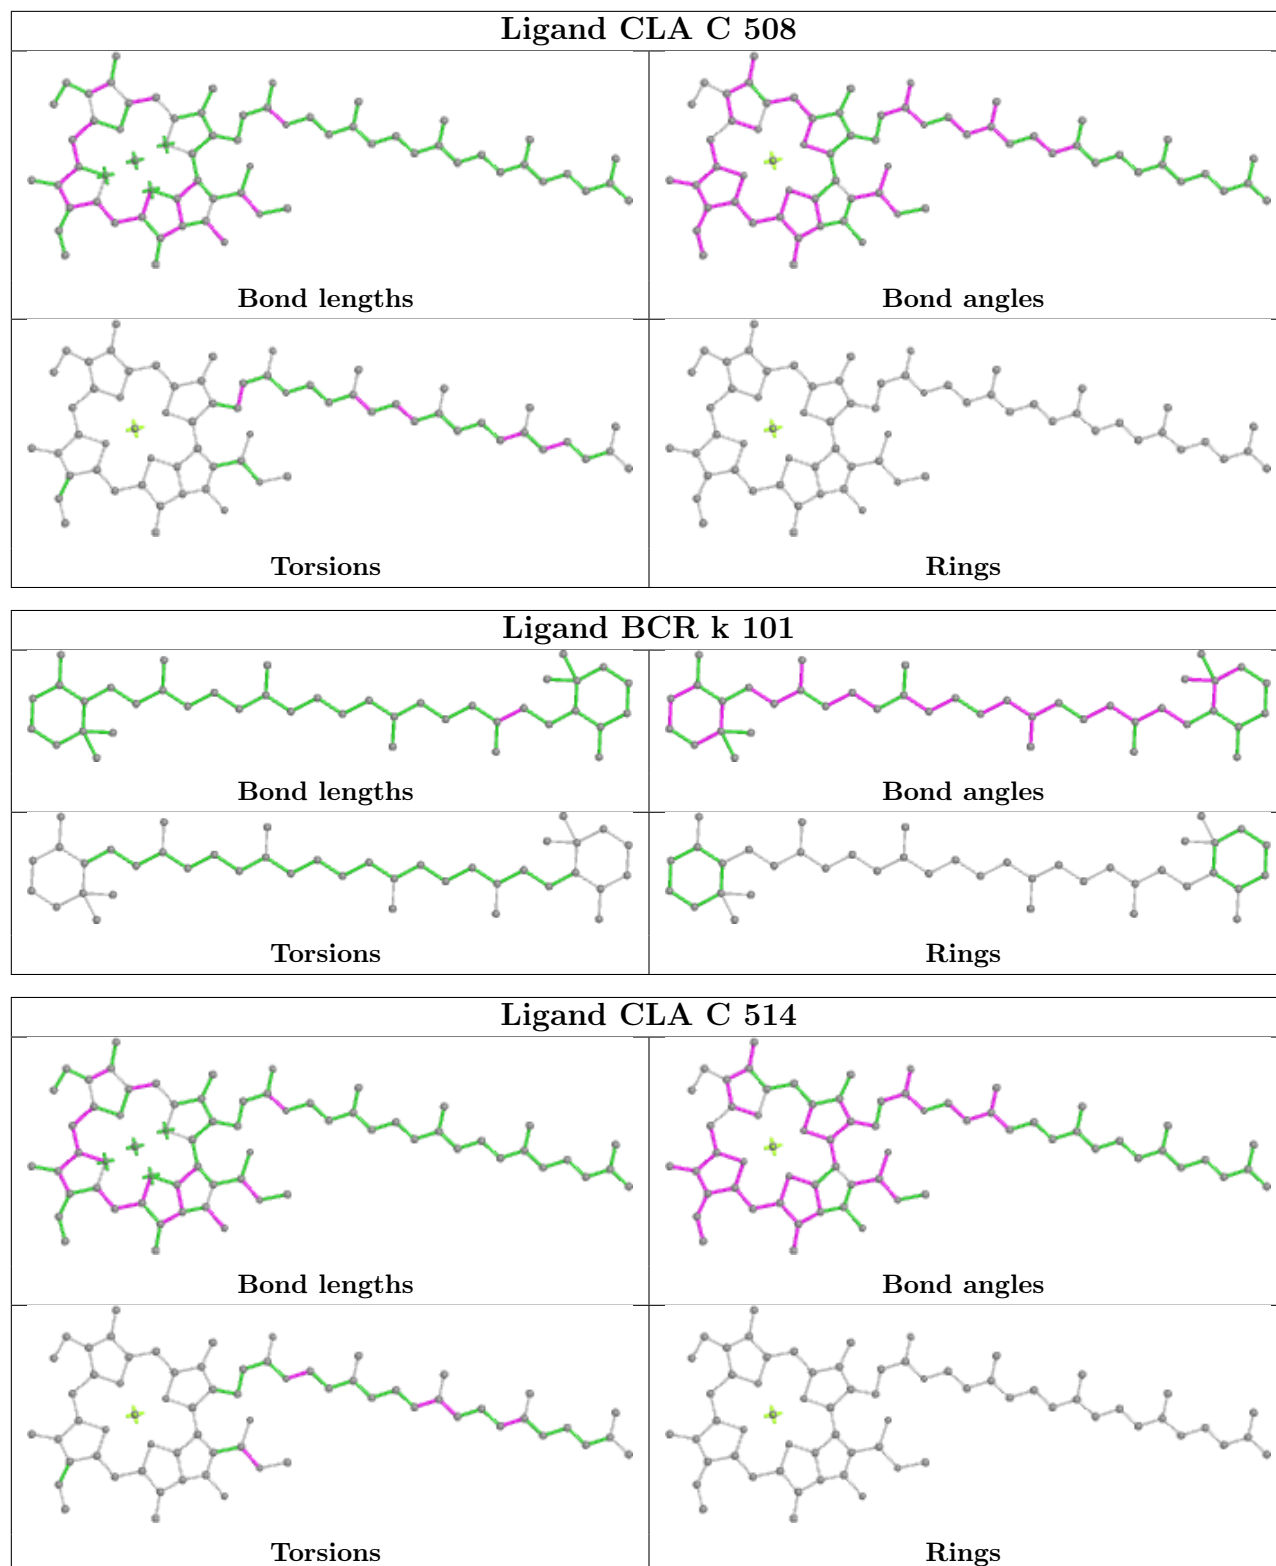 Ligand CLA C 508
Bond lengths
Bond angles
Torsions
Rings
Ligand BCR k 101
Bond lengths
Bond angles
Torsions
Rings
Ligand CLA C 514
Bond lengths
Bond angles
Torsions
Rings